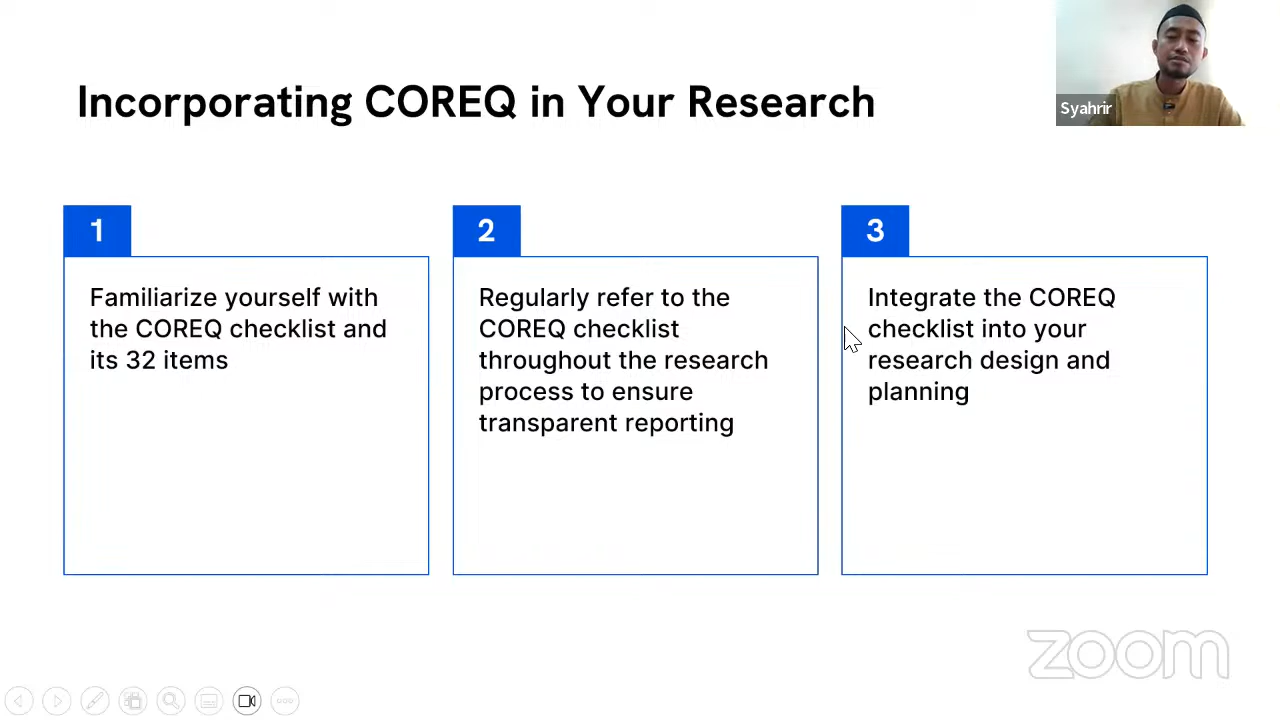 Incorporating COREQ in Your Research
Syahrir
1
Familiarize yourself with
the COREQ checklist and
its 32 items
2
Regularly refer to the
COREQ checklist
throughout the research
process to ensure
transparent reporting
3
Integrate the COREQ
checklist into your
research design and
planning
zoom